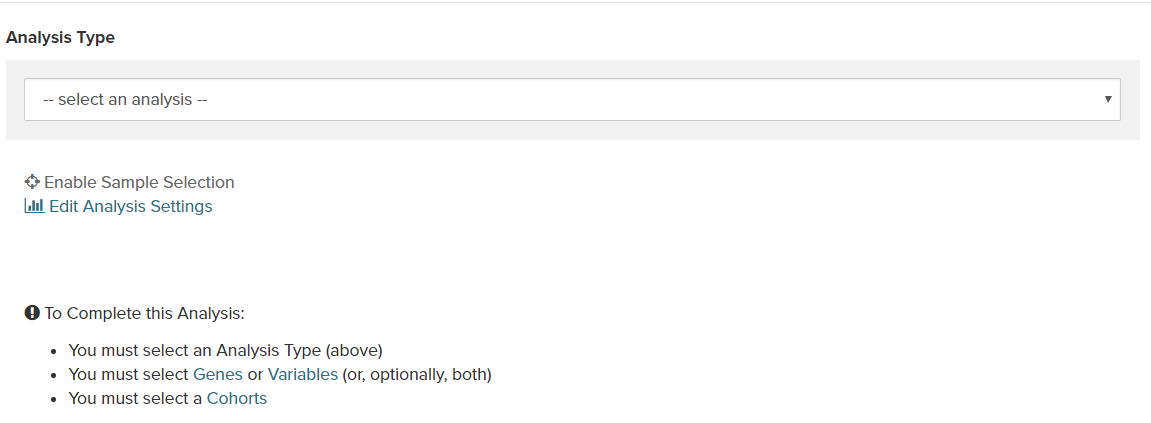 Analysis Type
-- select an analysis --
Enable Sample Selection
Edit Analysis Settings
To Complete this Analysis:
You must select an Analysis Type (above)
You must select Genes or Variables (or, optionally, both)
You must select a Cohorts